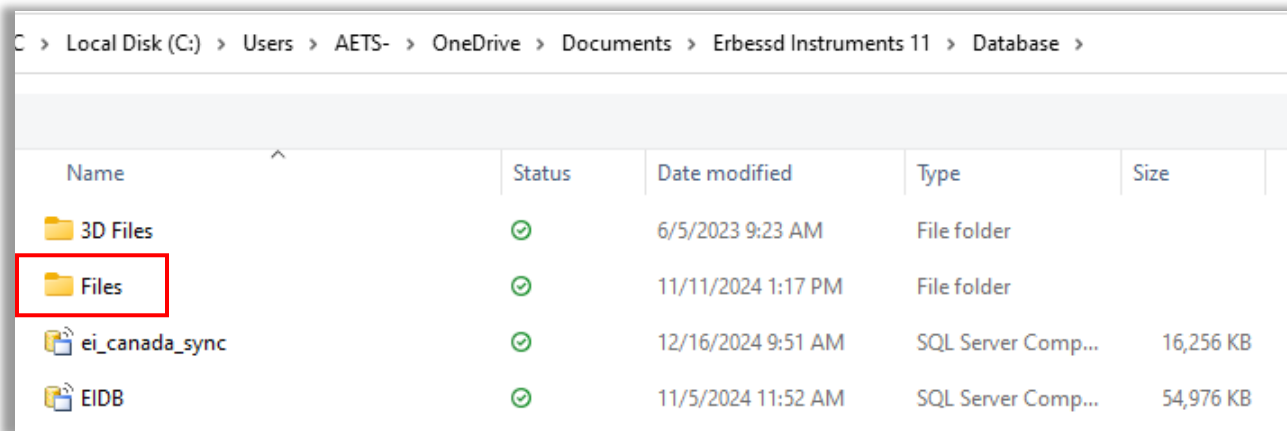 C > Local Disk (C:) > Users > AETS- > OneDrive > Documents > Erbessd Instruments 11 > Database >
Name Status Date modified Type Size
3D Files 6/5/2023 9:23 AM File folder
Files 11/11/2024 1:17 PM File folder
ei_canada_sync 12/16/2024 9:51 AM SQL Server Comp... 16,256 KB
EIDB 11/5/2024 11:52 AM SQL Server Comp... 54,976 KB